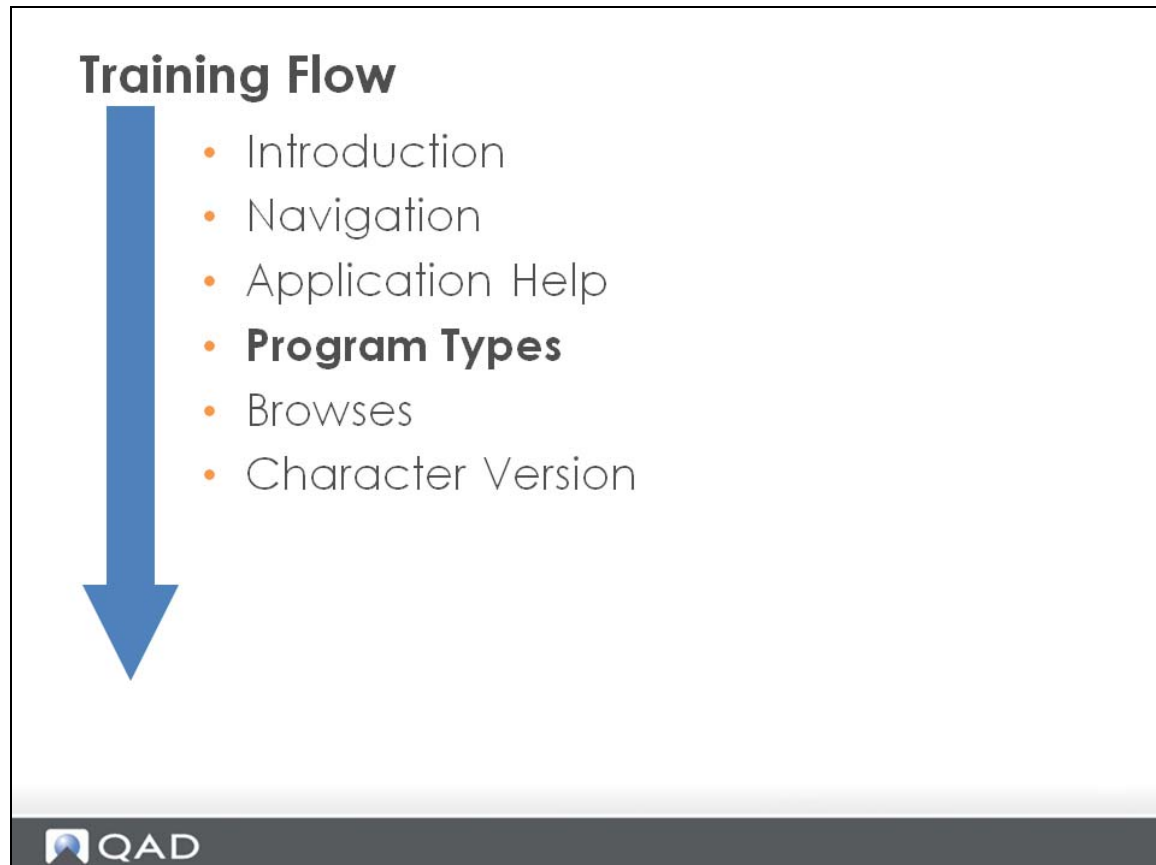 Training Flow
• Introduction
• Navigation
• Application Help
• Program Types
• Browses
• Character Version
QAD